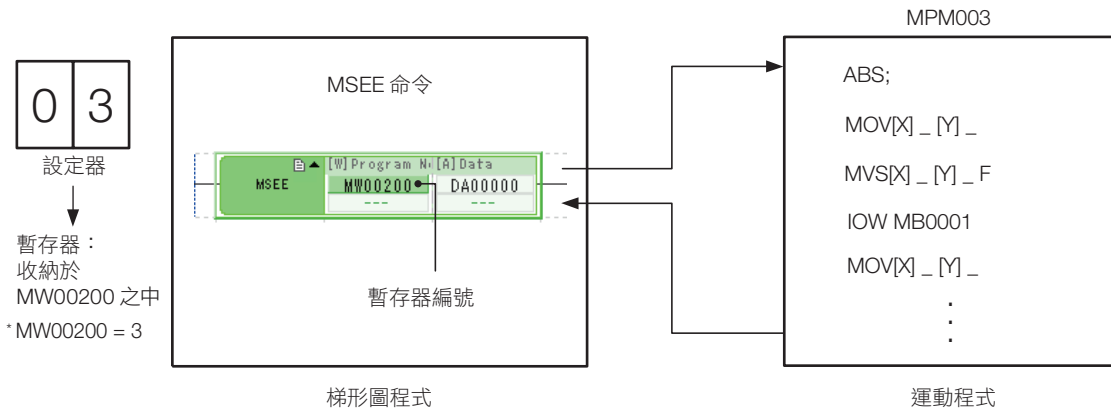 0 3
設定器
暫存器：
收納於
MW00200 之中
*MW00200 = 3
MSEE 命令
[W]Program N [A]Data
MSEE MW00200 DA00000
--- ---
暫存器編號
梯形圖程式
MPM003
ABS;
MOV[X] _ [Y] _
MVS[X] _ [Y] _ F
IOW MB0001
MOV[X] _ [Y] _
.
.
.
運動程式